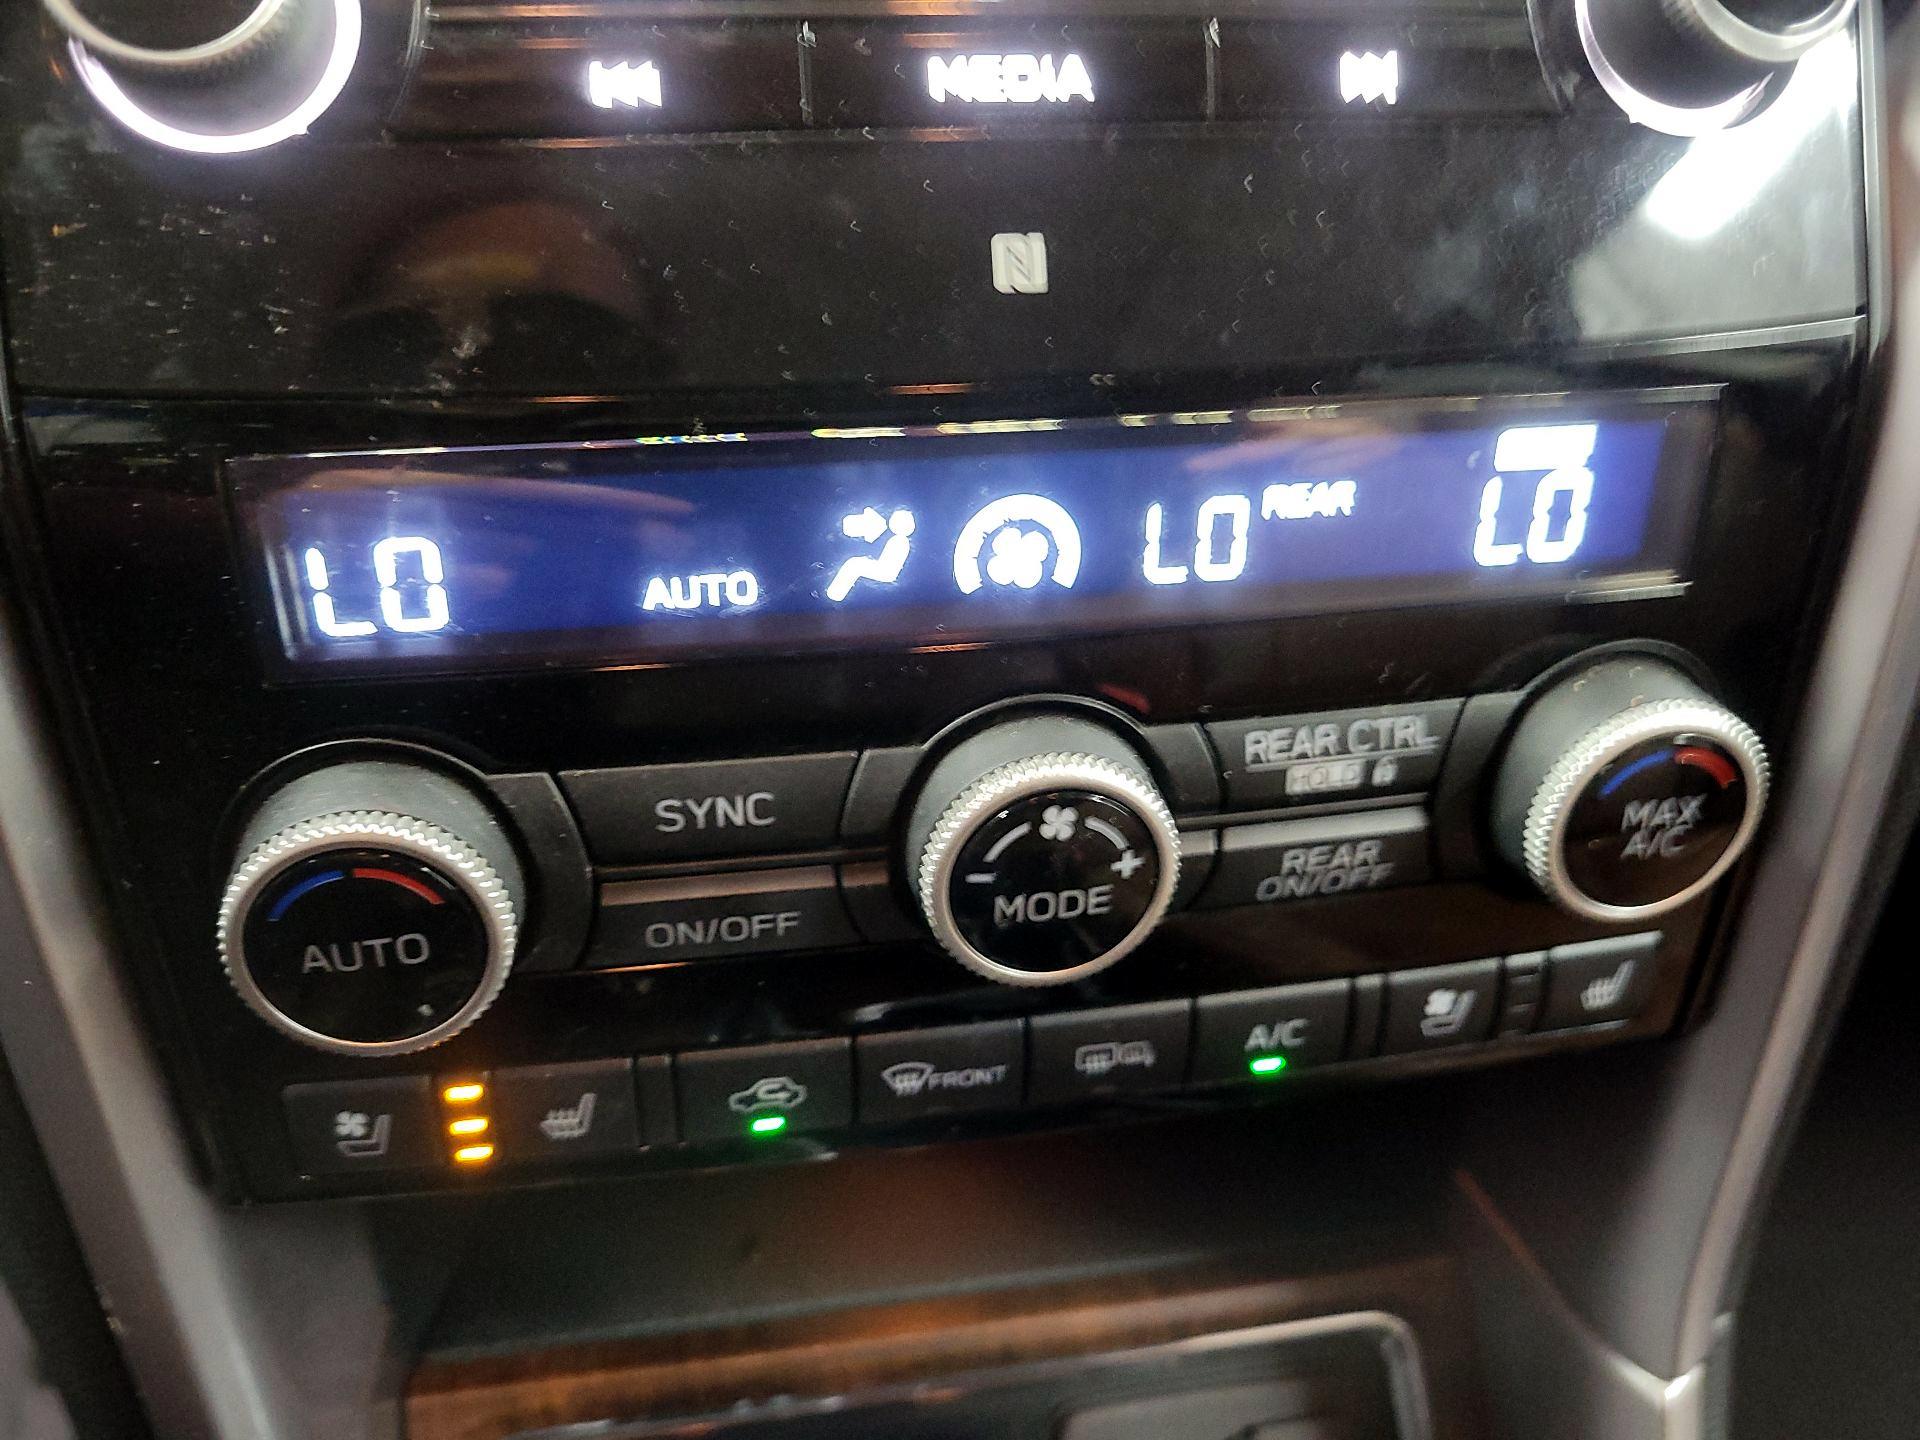 MEDIA
LO AUTO LO REAR LO
SYNC
REAR CTRL
HOLD
AUTO
ON/OFF
MODE
REAR
ON/OFF
MAX
A/C
FRONT
A/C